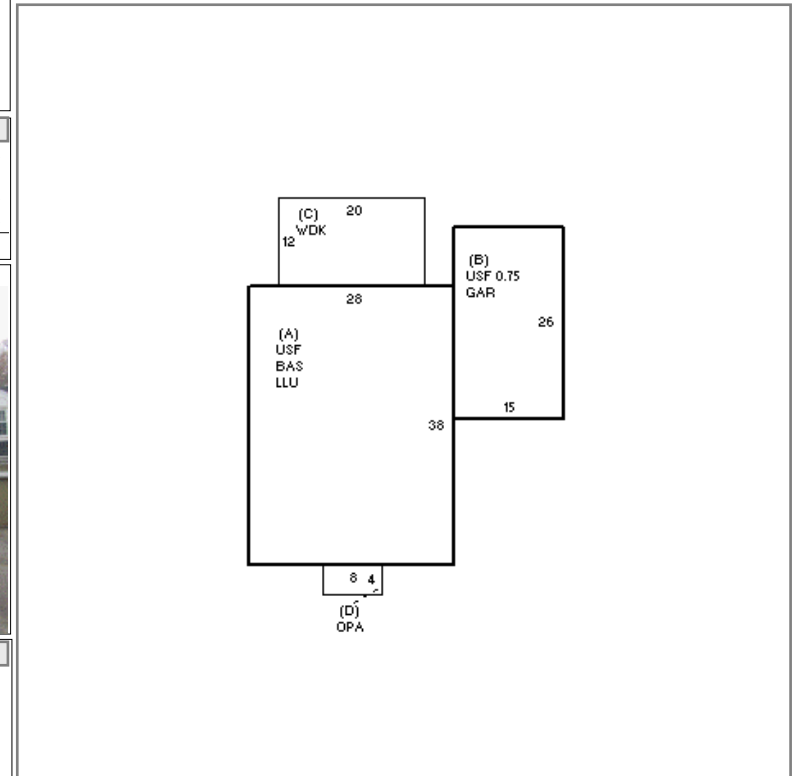 (C)
20
WDK
12
(B)
USF 0.75
GAR
26
15
28
(A)
USF
BAS
LLU
38
8 4
(D)
OPA